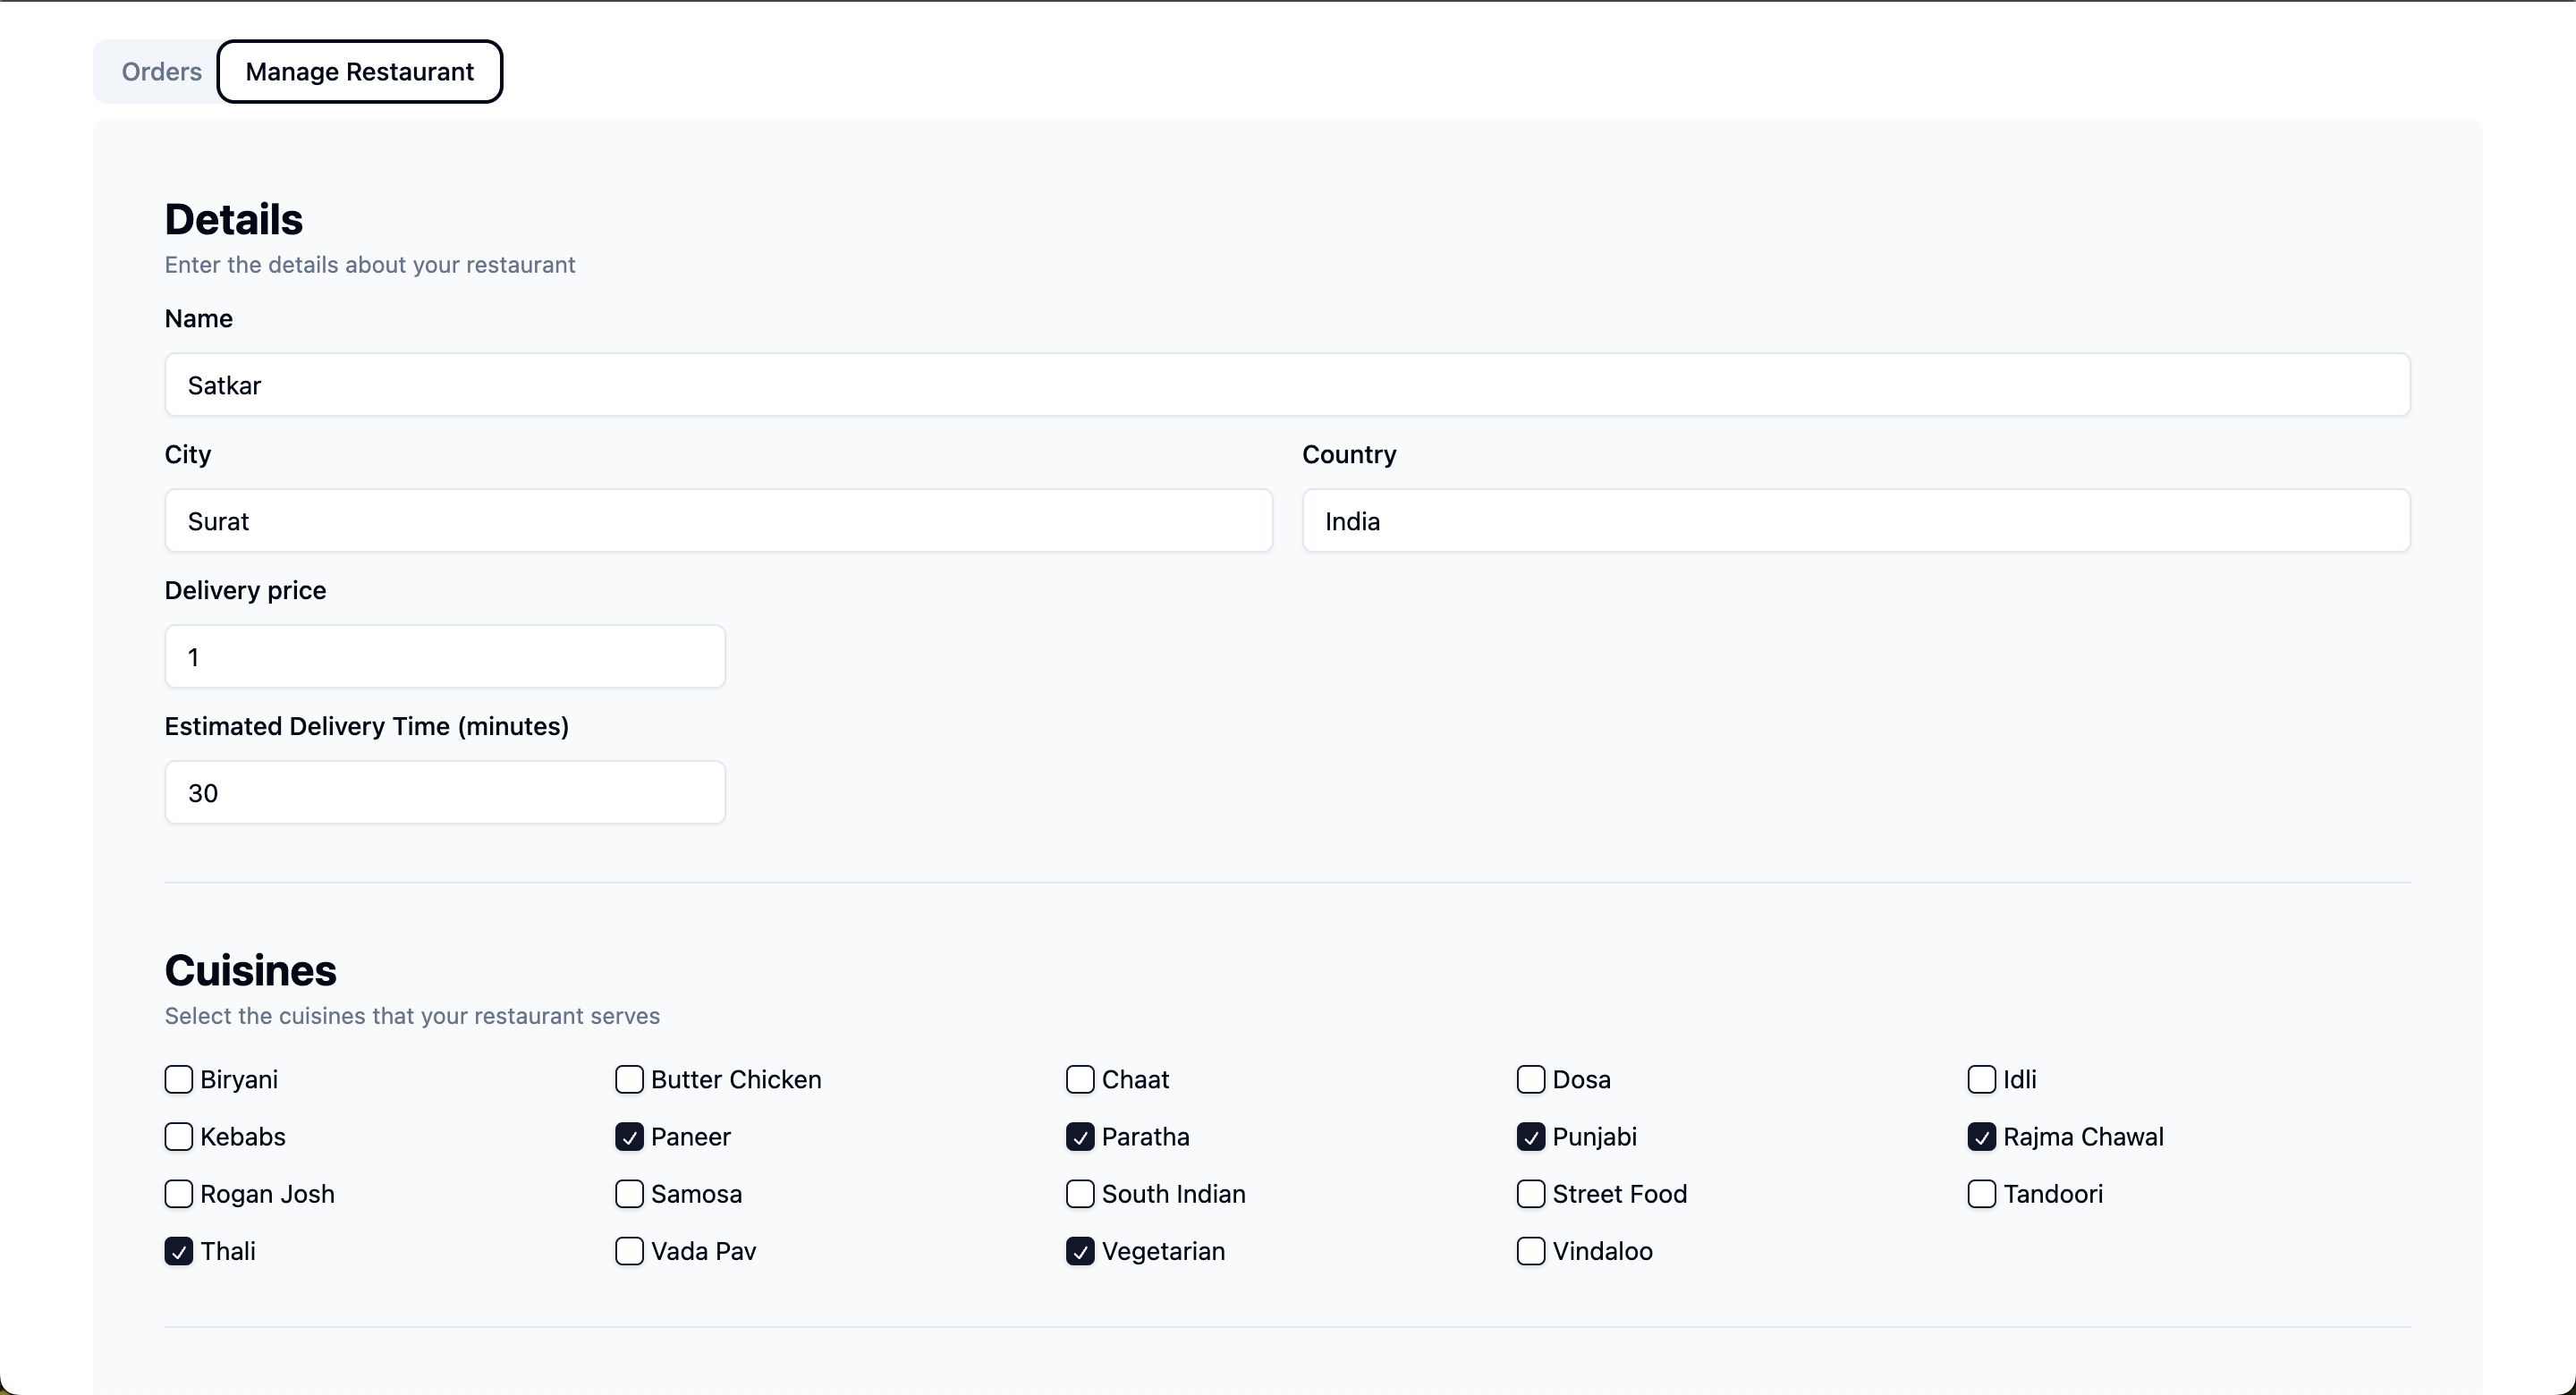 Orders Manage Restaurant
Details
Enter the details about your restaurant
Name
Satkar
City Country
Surat India
Delivery price
1
Estimated Delivery Time (minutes)
30
Cuisines
Select the cuisines that your restaurant serves
Biryani Butter Chicken Chaat Dosa Idli
Kebabs Paneer Paratha Punjabi Rajma Chawal
Rogan Josh Samosa South Indian Street Food Tandoori
Thali Vada Pav Vegetarian Vindaloo